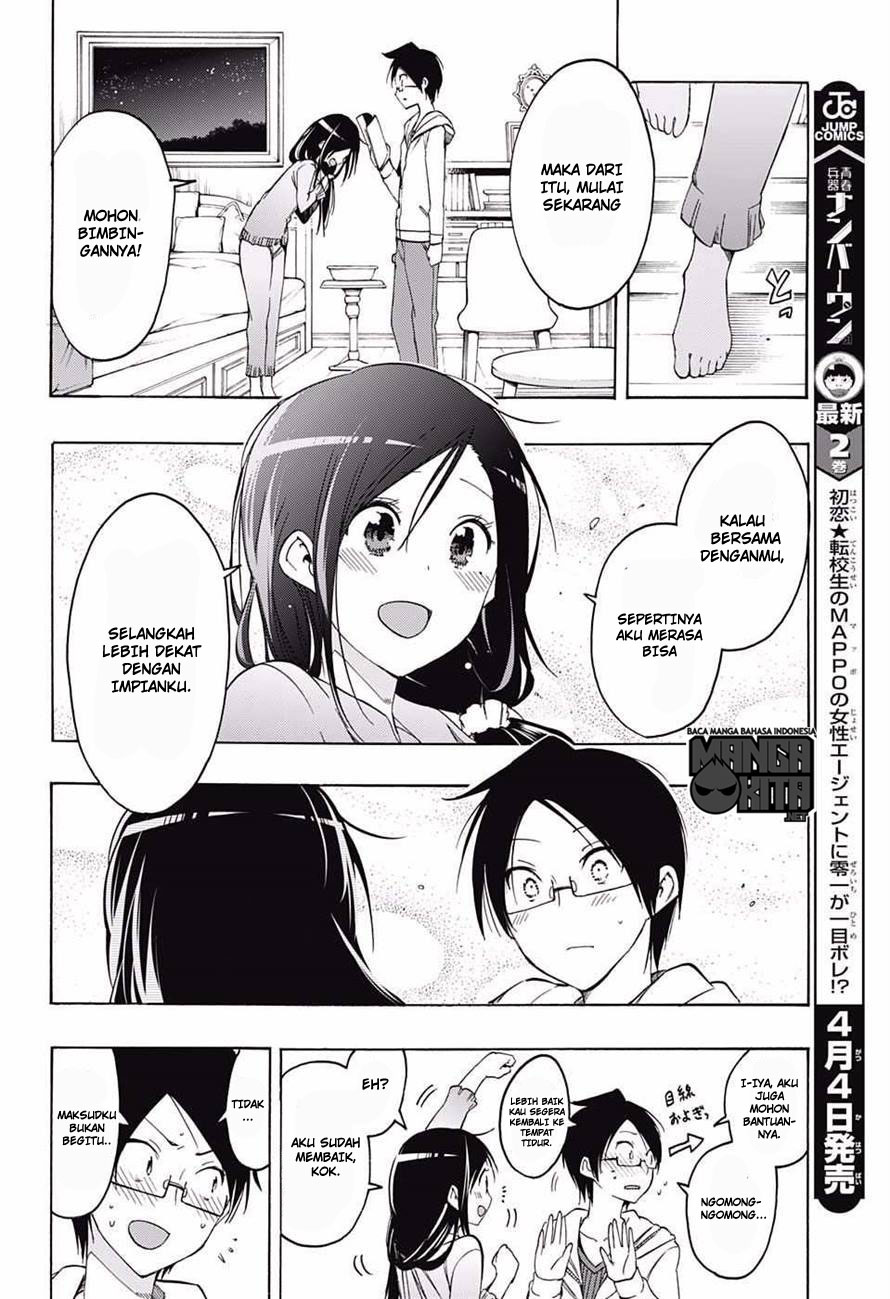 MAKA DARI
ITU, MULAI
SEKARANG
MOHON
BIMBIN-
GANNYA!
KALAU
BERSAMA
DENGANMU,
SEPERTINYA
AKU MERASA
BISA
SELANGKAH
LEBIH DEKAT
DENGAN
IMPIANKU.
BACA MANGA BAHASA INDONESIA
MANGA
KITA
.NET
I-IYA, AKU
JUGA
MOHON
BANTUAN-
NYA.
NGOMONG-
NGOMONG...
目線
およぎっ
LEBIH BAIK
KAU SEGERA
KEMBALI KE
TEMPAT
TIDUR.
EH?
AKU SUDAH
MEMBAIK,
KOK.
TIDAK
...
MAKSUDKU
BUKAN
BEGITU..
JC
JUMP
COMICS
青春
兵器
ナンバーワン
最新
2巻
初恋★転校生のMAPPOの女性エージェントに零一が一目ボレ!?
4月4日発売